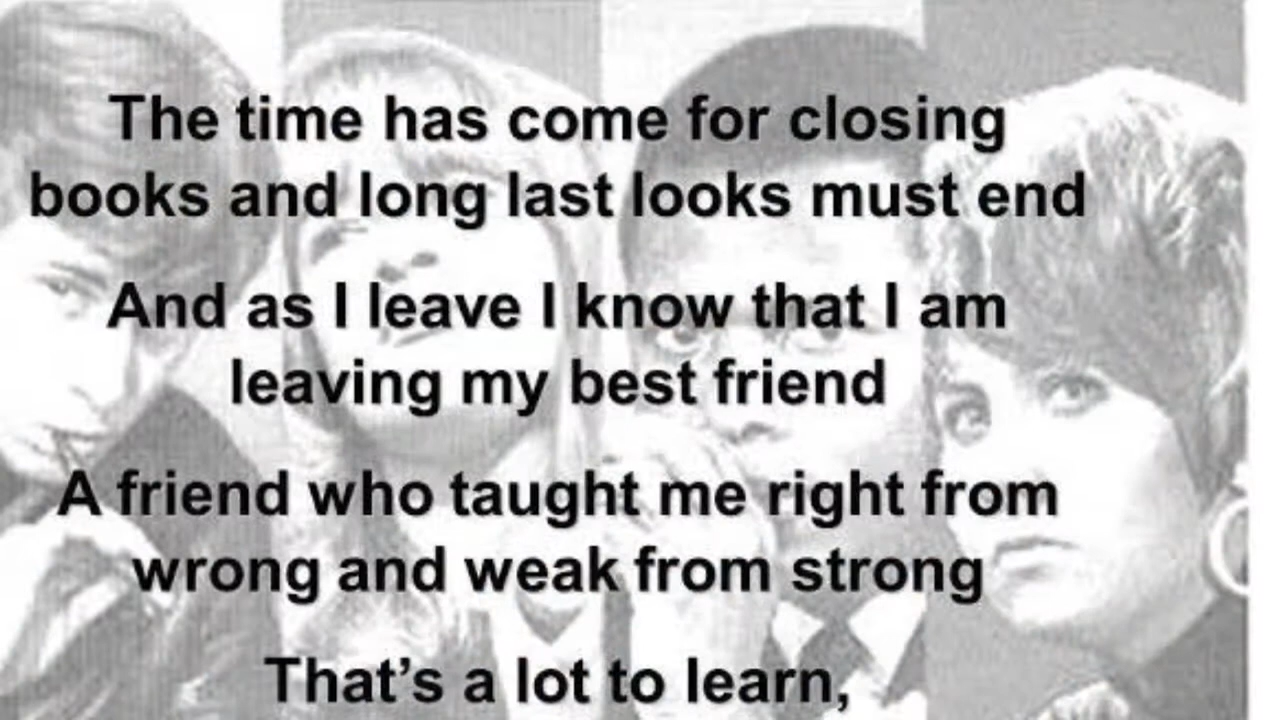 The time has come for closing
books and long last looks must end
And as I leave I know that I am
leaving my best friend
A friend who taught me right from
wrong and weak from strong
That’s a lot to learn,